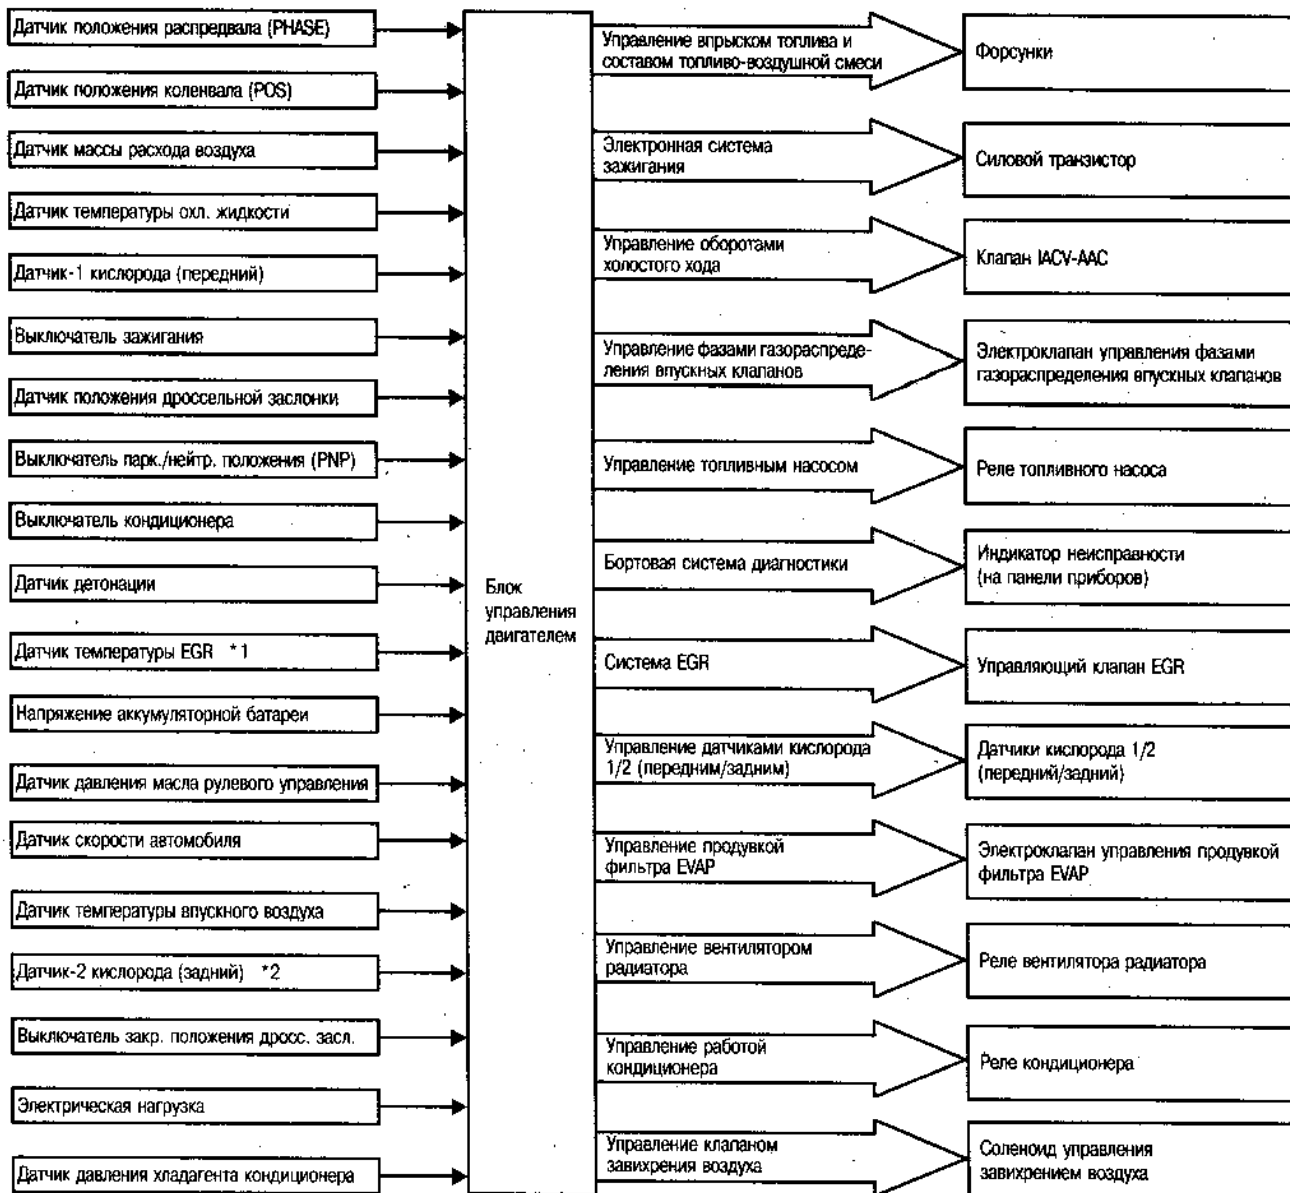 Датчик положения распредвала (PHASE)
Датчик положения коленвала (POS)
Датчик массы расхода воздуха
Датчик температуры охл. жидкости
Датчик-1 кислорода (передний)
Выключатель зажигания
Датчик положения дроссельной заслонки
Выключатель парк./нейтр. положения (PNP)
Выключатель кондиционера
Датчик детонации
Датчик температуры EGR *1
Напряжение аккумуляторной батареи
Датчик давления масла рулевого управления
Датчик скорости автомобиля
Датчик температуры впускного воздуха
Датчик-2 кислорода (задний) *2
Выключатель закр. положения дросс. засл.
Электрическая нагрузка
Датчик давления хладагента кондиционера
Блок
управления
двигателем
Управление впрыском топлива и
составом топливо-воздушной смеси
Форсунки
Электронная система
зажигания
Силовой транзистор
Управление оборотами
холостого хода
Клапан IACV-AAC
Управление фазами газораспреде-
ления впускных клапанов
Электроклапан управления фазами
газораспределения впускных клапанов
Управление топливным насосом
Реле топливного насоса
Бортовая система диагностики
Индикатор неисправности
(на панели приборов)
Система EGR
Управляющий клапан EGR
Управление датчиками кислорода
1/2 (передним/задним)
Датчики кислорода 1/2
(передний/задний)
Управление продувкой
фильтра EVAP
Электроклапан управления продувкой
фильтра EVAP
Управление вентилятором
радиатора
Реле вентилятора радиатора
Управление работой
кондиционера
Реле кондиционера
Управление клапаном
завихрения воздуха
Соленоид управления
завихрением воздуха